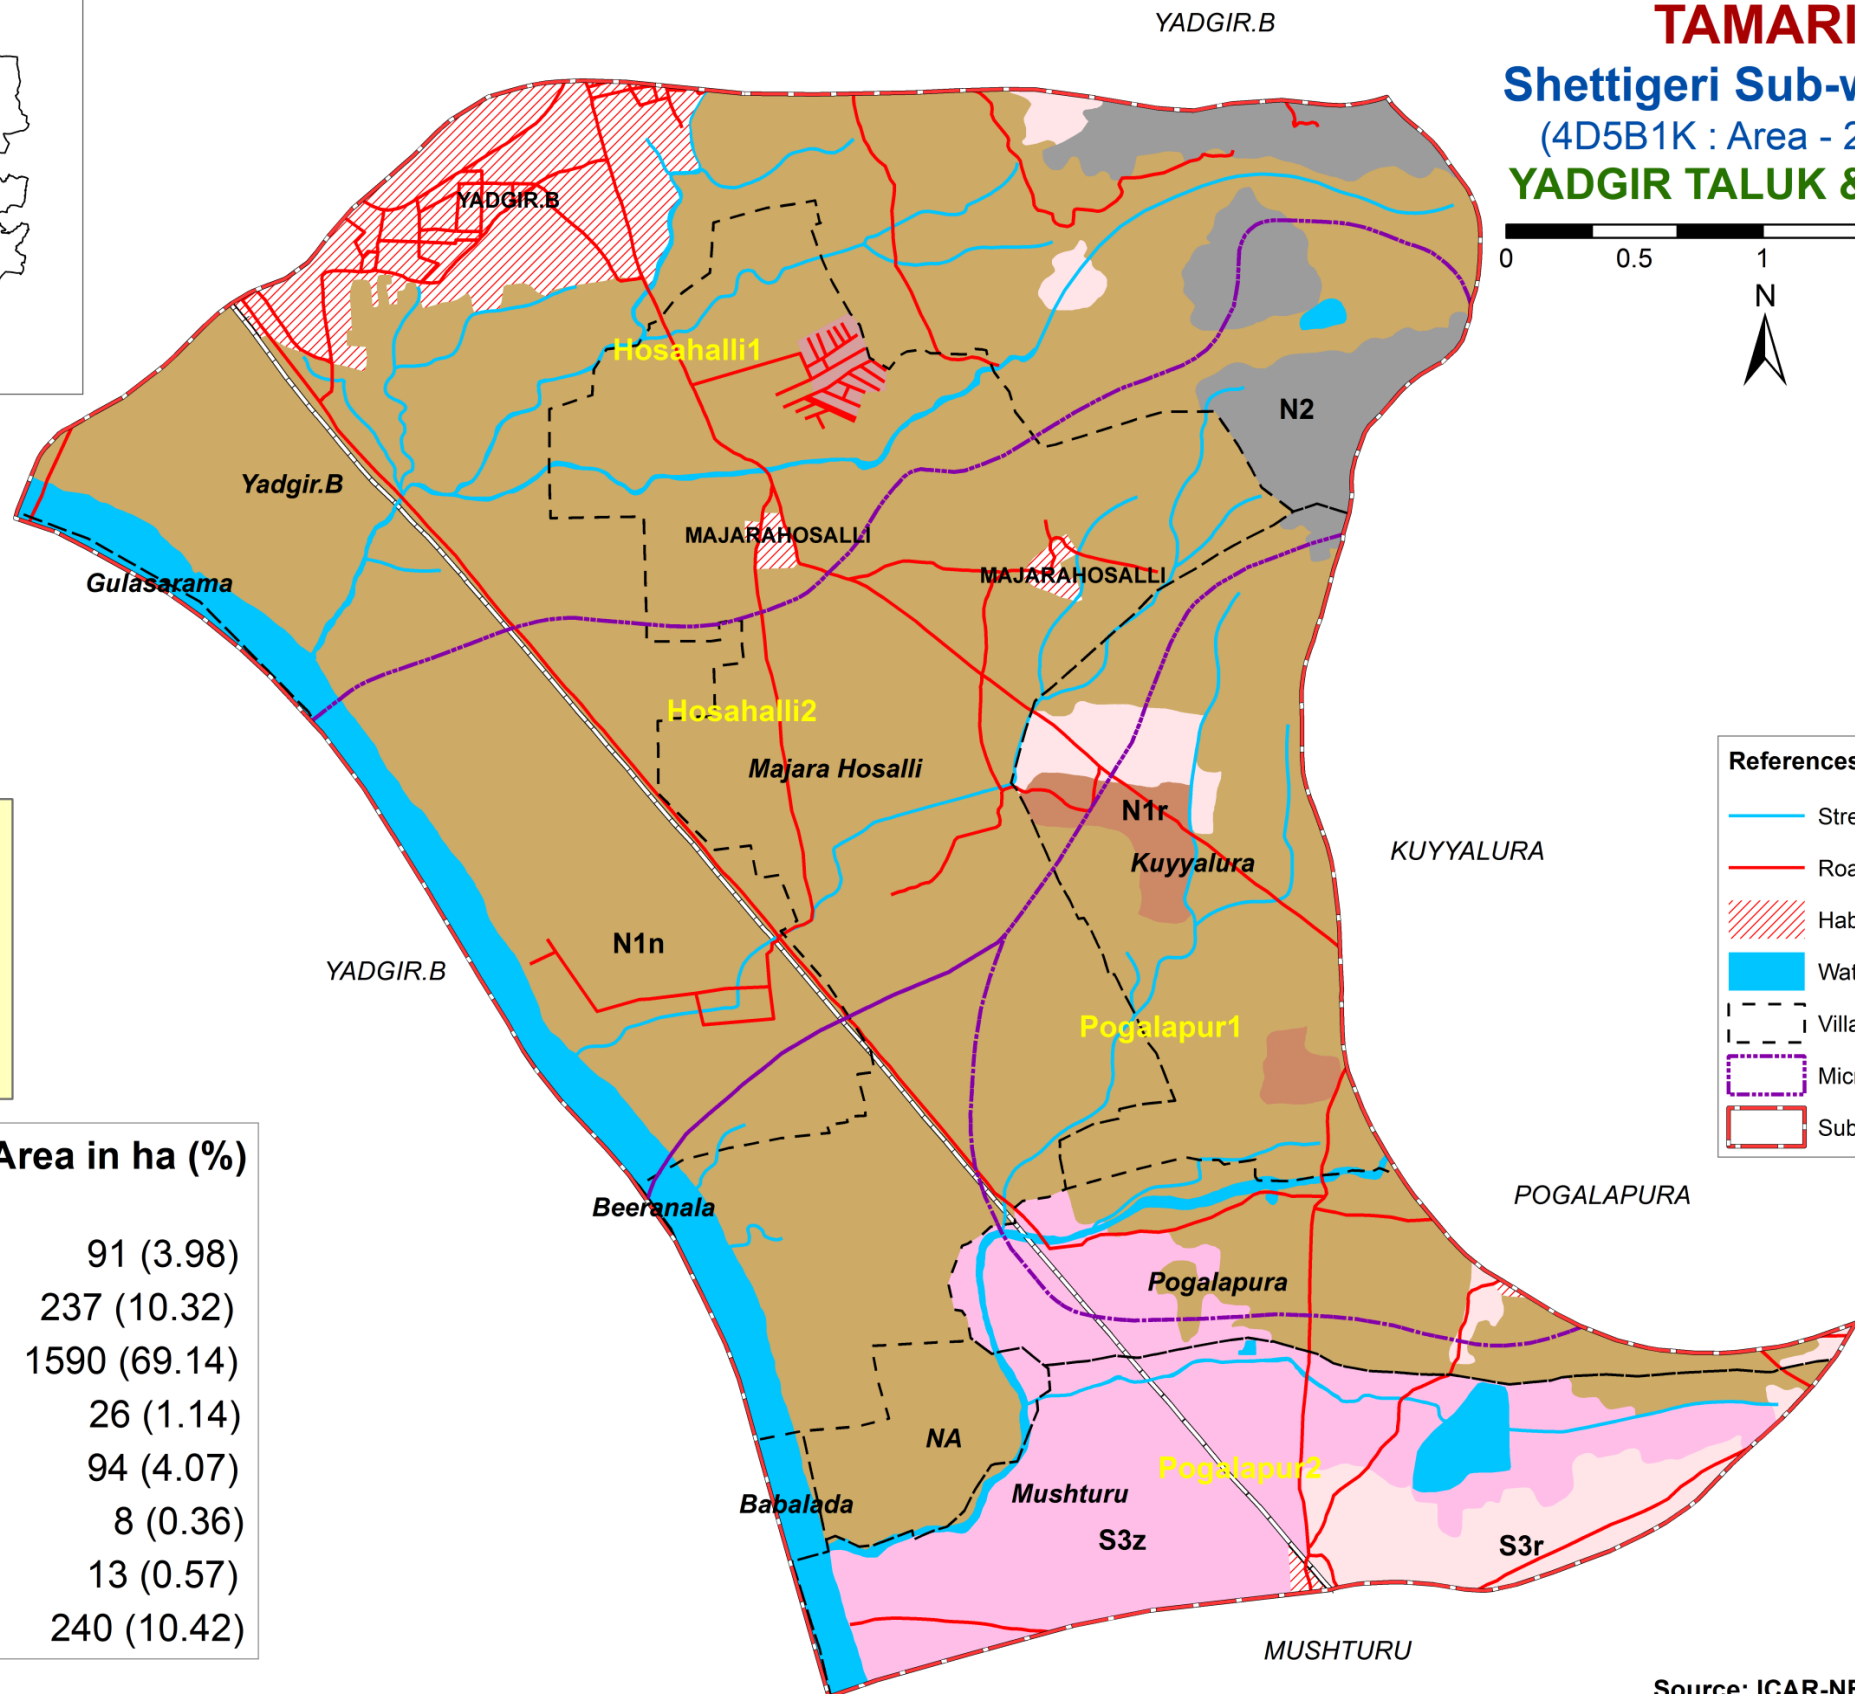 YADGIR.B
TAMARI
Shettigeri Sub-w
(4D5B1K : Area - 2
YADGIR TALUK &
0 0.5 1
N
YADGIR.B
Hosahalli1
N2
Yadgir.B
MAJARAHOSALLI
MAJARAHOSALLI
Gulasarama
Hosahalli2
Majara Hosalli
N1r
Kuyyalura
KUYYALURA
N1n
YADGIR.B
Pogalapur1
References
Stre
Roa
Hab
Wat
Villa
Micr
Sub
Area in ha (%)
91 (3.98)
237 (10.32)
1590 (69.14)
26 (1.14)
94 (4.07)
8 (0.36)
13 (0.57)
240 (10.42)
Beeranala
POGALAPURA
Pogalapura
NA
Pogalapur2
Babalada
Mushturu
S3z
S3r
MUSHTURU
Source: ICAR-NB